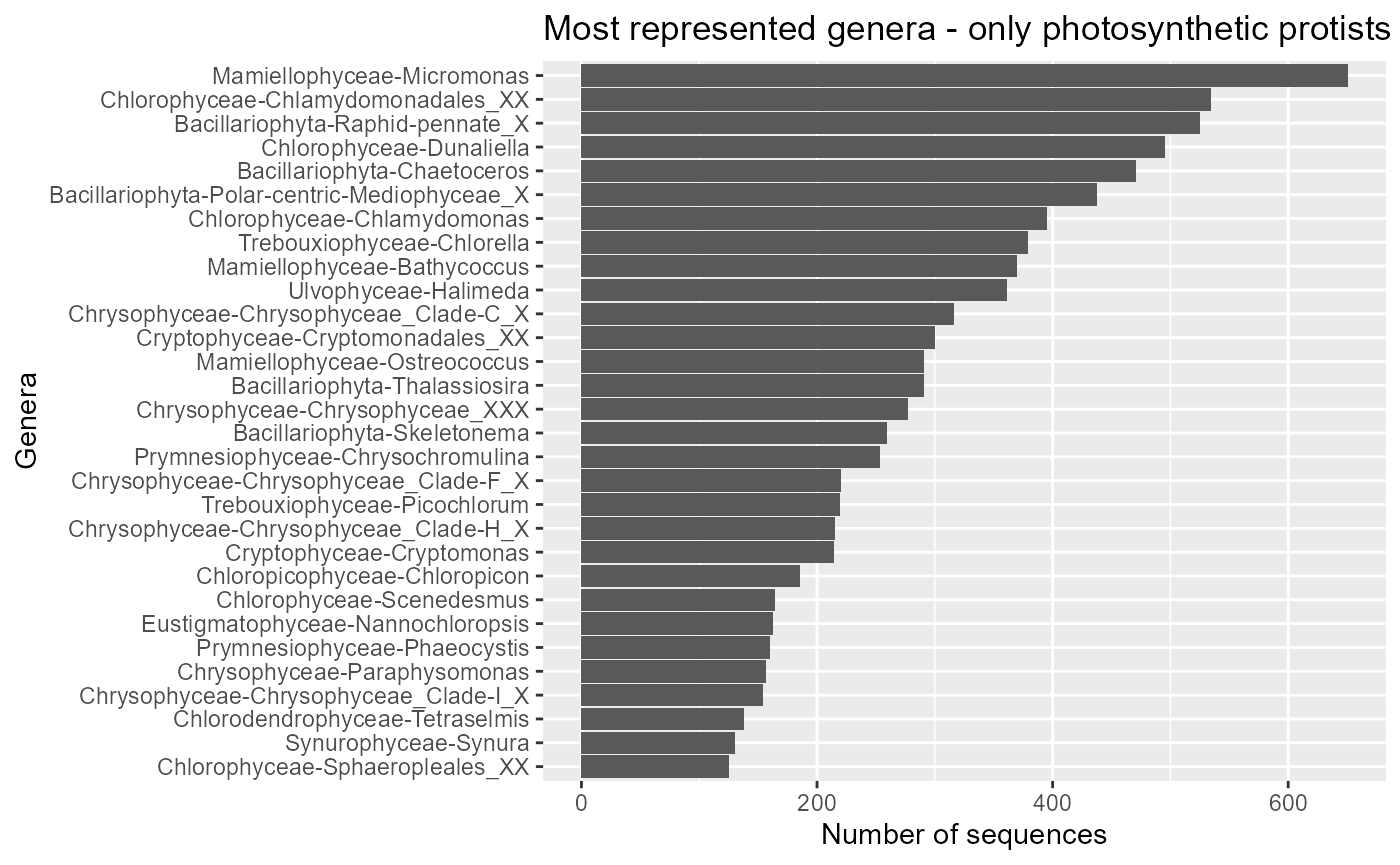 Most represented genera - only photosynthetic protists
Mamiellophyceae-Micromonas
Chlorophyceae-Chlamydomonadales_XX
Bacillariophyta-Raphid-pennate_X
Chlorophyceae-Dunaliella
Bacillariophyta-Chaetoceros
Bacillariophyta-Polar-centric-Mediophyceae_X
Chlorophyceae-Chlamydomonas
Trebouxiophyceae-Chlorella
Mamiellophyceae-Bathycoccus
Ulvophyceae-Halimeda
Chrysophyceae-Chrysophyceae_Clade-C_X
Cryptophyceae-Cryptomonadales_XX
Mamiellophyceae-Ostreococcus
Bacillariophyta-Thalassiosira
Chrysophyceae-Chrysophyceae_XXX
Bacillariophyta-Skeletonema
Prymnesiophyceae-Chrysochromulina
Chrysophyceae-Chrysophyceae_Clade-F_X
Trebouxiophyceae-Picochlorum
Chrysophyceae-Chrysophyceae_Clade-H_X
Cryptophyceae-Cryptomonas
Chloropicophyceae-Chloropicon
Chlorophyceae-Scenedesmus
Eustigmatophyceae-Nannochloropsis
Prymnesiophyceae-Phaeocystis
Chrysophyceae-Paraphysomonas
Chrysophyceae-Chrysophyceae_Clade-I_X
Chlorodendrophyceae-Tetraselmis
Synurophyceae-Synura
Chlorophyceae-Sphaeropleales_XX
Genera
0 200 400 600
Number of sequences